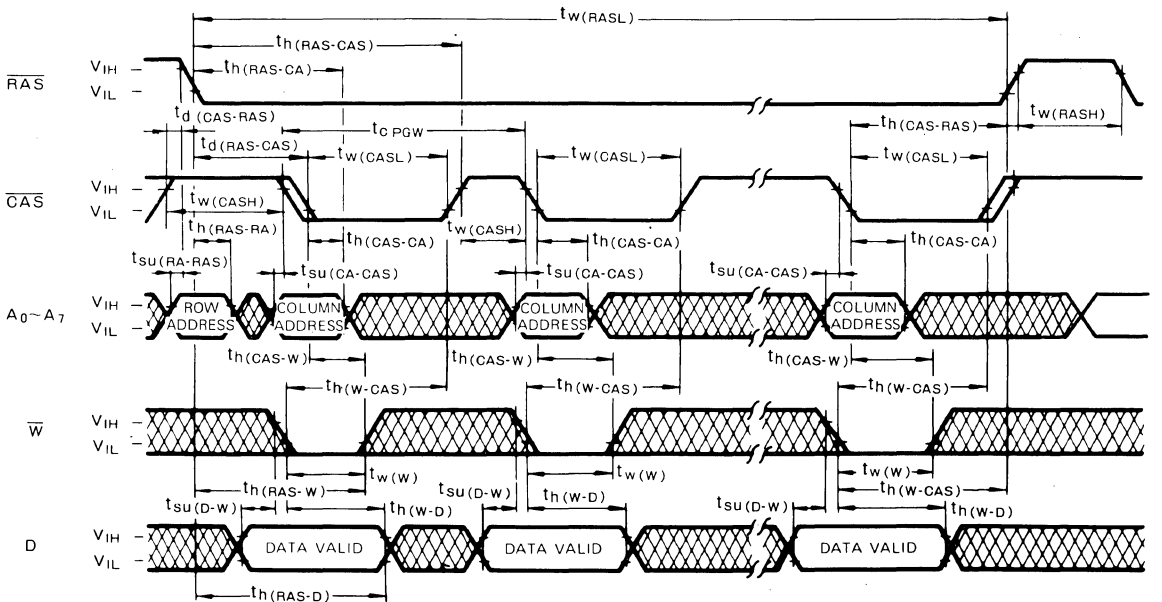 tw(RASL)
th(RAS-CAS)
th(RAS-CA)
RAS
VIH
VIL
td(CAS-RAS)
tC PGW
th(CAS-RAS)
tw(RASH)
td(RAS-CAS)
tw(CASL)
tw(CASL)
tw(CASL)
CAS
VIH
VIL
tw(CASH)
th(RAS-RA)
tw(CASH)
th(CAS-CA)
th(CAS-CA)
th(CAS-CA)
tsu(RA-RAS)
tsu(CA-CAS)
tsu(CA-CAS)
tsu(CA-CAS)
A0~A7
VIH
VIL
ROW ADDRESS
COLUMN ADDRESS
COLUMN ADDRESS
COLUMN ADDRESS
th(CAS-W)
th(CAS-W)
th(CAS-W)
th(W-CAS)
th(W-CAS)
th(W-CAS)
W
VIH
VIL
tw(W)
tw(W)
tw(W)
th(RAS-W)
th(W-CAS)
tsu(D-W)
th(W-D)
tsu(D-W)
th(W-D)
tsu(D-W)
th(W-D)
D
VIH
VIL
DATA VALID
DATA VALID
DATA VALID
th(RAS-D)